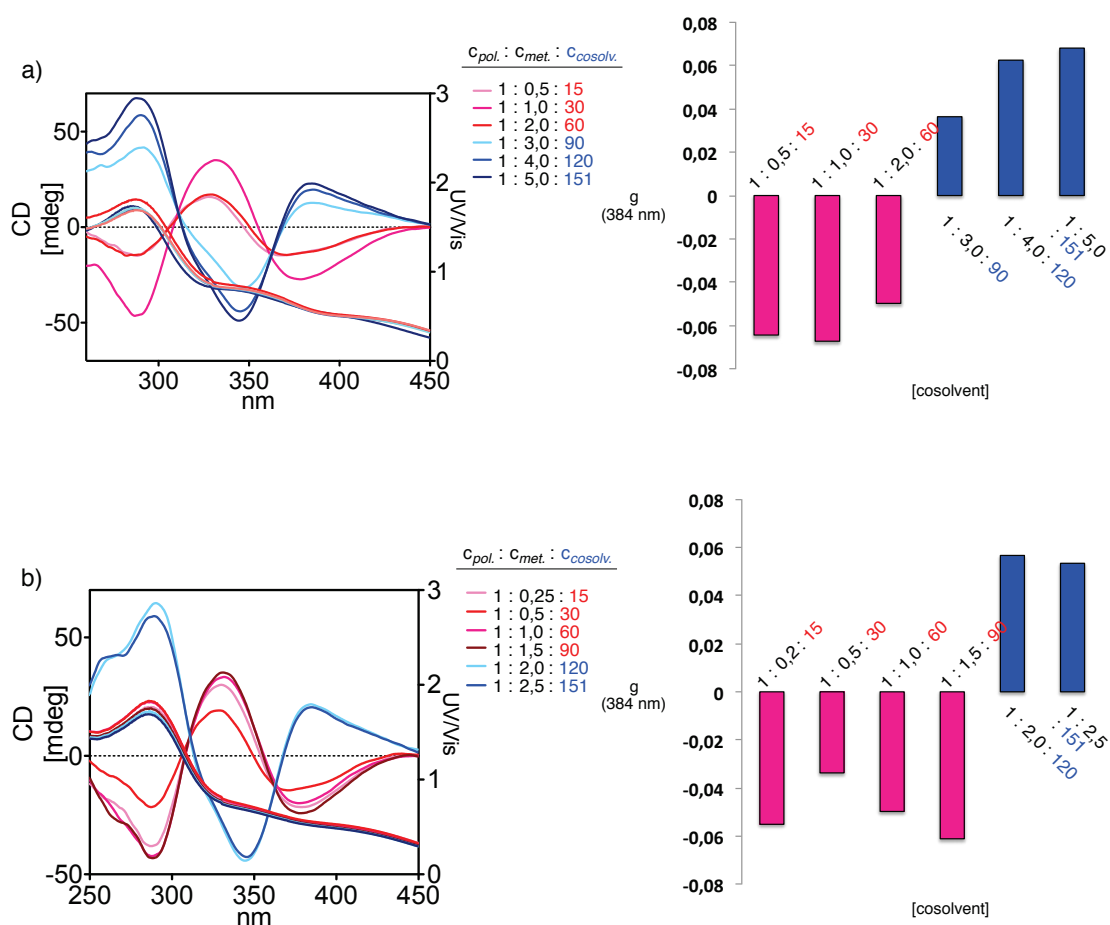 a)
c_pol. : c_met. : c_cosolv.
1 : 0,5 : 15
1 : 1,0 : 30
1 : 2,0 : 60
1 : 3,0 : 90
1 : 4,0 : 120
1 : 5,0 : 151
CD
[mdeg]
50
0
-50
300
350
400
450
nm
3
2
1
0
UV/Vis
0,08
0,06
0,04
0,02
0
-0,02
-0,04
-0,06
-0,08
g
(384 nm)
1 : 0,5 : 15
1 : 1,0 : 30
1 : 2,0 : 60
1 : 3,0 : 90
1 : 4,0 : 120
1 : 5,0
: 151
[cosolvent]
b)
c_pol. : c_met. : c_cosolv.
1 : 0,25 : 15
1 : 0,5 : 30
1 : 1,0 : 60
1 : 1,5 : 90
1 : 2,0 : 120
1 : 2,5 : 151
CD
[mdeg]
50
0
-50
250
300
350
400
450
nm
3
2
1
0
UV/Vis
0,08
0,06
0,04
0,02
0
-0,02
-0,04
-0,06
-0,08
g
(384 nm)
1 : 0,2 : 15
1 : 0,5 : 30
1 : 1,0 : 60
1 : 1,5 : 90
1 : 2,0 : 120
1 : 2,5
: 151
[cosolvent]